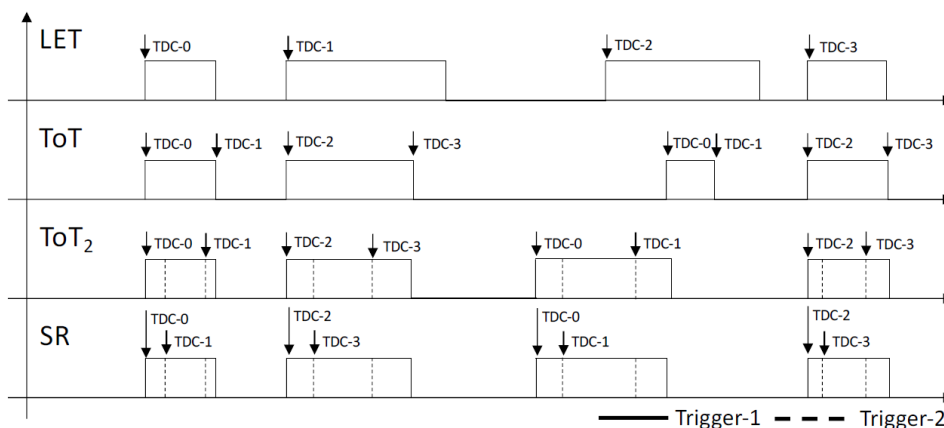 LET
TDC-0 TDC-1 TDC-2 TDC-3
ToT
TDC-0 TDC-1 TDC-2 TDC-3 TDC-0 TDC-1 TDC-2 TDC-3
ToT₂
TDC-0 TDC-1 TDC-2 TDC-3 TDC-0 TDC-1 TDC-2 TDC-3
SR
TDC-0 TDC-2 TDC-0 TDC-2
TDC-1 TDC-3 TDC-1 TDC-3
Trigger-1 Trigger-2